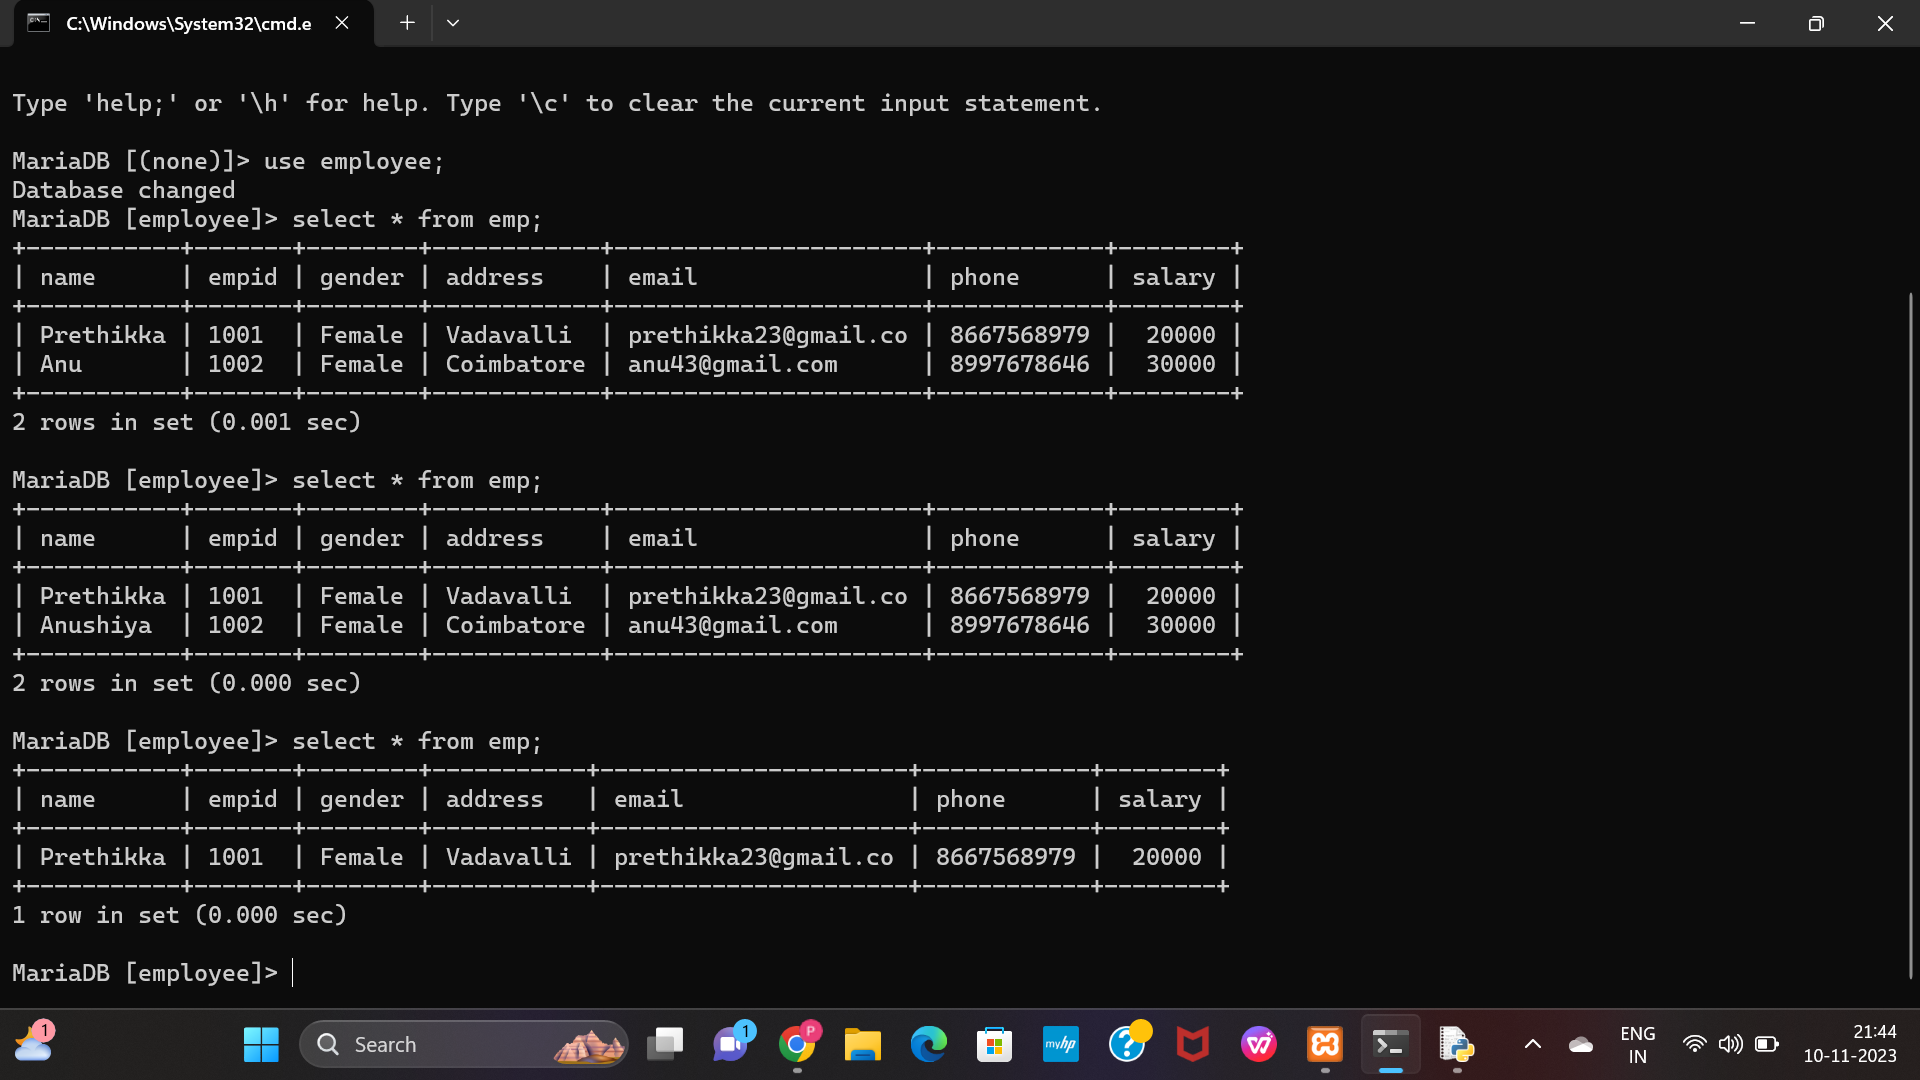 C:\Windows\System32\cmd.e
Type 'help;' or '\h' for help. Type '\c' to clear the current input statement.
MariaDB [(none)]> use employee;
Database changed
MariaDB [employee]> select * from emp;
+-----------+-------+--------+------------+----------------------+------------+--------+
| name      | empid | gender | address    | email                | phone      | salary |
+-----------+-------+--------+------------+----------------------+------------+--------+
| Prethikka | 1001  | Female | Vadavalli  | prethikka23@gmail.co | 8667568979 |  20000 |
| Anu       | 1002  | Female | Coimbatore | anu43@gmail.com      | 8997678646 |  30000 |
+-----------+-------+--------+------------+----------------------+------------+--------+
2 rows in set (0.001 sec)
MariaDB [employee]> select * from emp;
+-----------+-------+--------+------------+----------------------+------------+--------+
| name      | empid | gender | address    | email                | phone      | salary |
+-----------+-------+--------+------------+----------------------+------------+--------+
| Prethikka | 1001  | Female | Vadavalli  | prethikka23@gmail.co | 8667568979 |  20000 |
| Anushiya  | 1002  | Female | Coimbatore | anu43@gmail.com      | 8997678646 |  30000 |
+-----------+-------+--------+------------+----------------------+------------+--------+
2 rows in set (0.000 sec)
MariaDB [employee]> select * from emp;
+-----------+-------+--------+-----------+----------------------+------------+--------+
| name      | empid | gender | address   | email                | phone      | salary |
+-----------+-------+--------+-----------+----------------------+------------+--------+
| Prethikka | 1001  | Female | Vadavalli | prethikka23@gmail.co | 8667568979 |  20000 |
+-----------+-------+--------+-----------+----------------------+------------+--------+
1 row in set (0.000 sec)
MariaDB [employee]>
1
Search
1
P
myhp
?
ENG
IN
21:44
10-11-2023